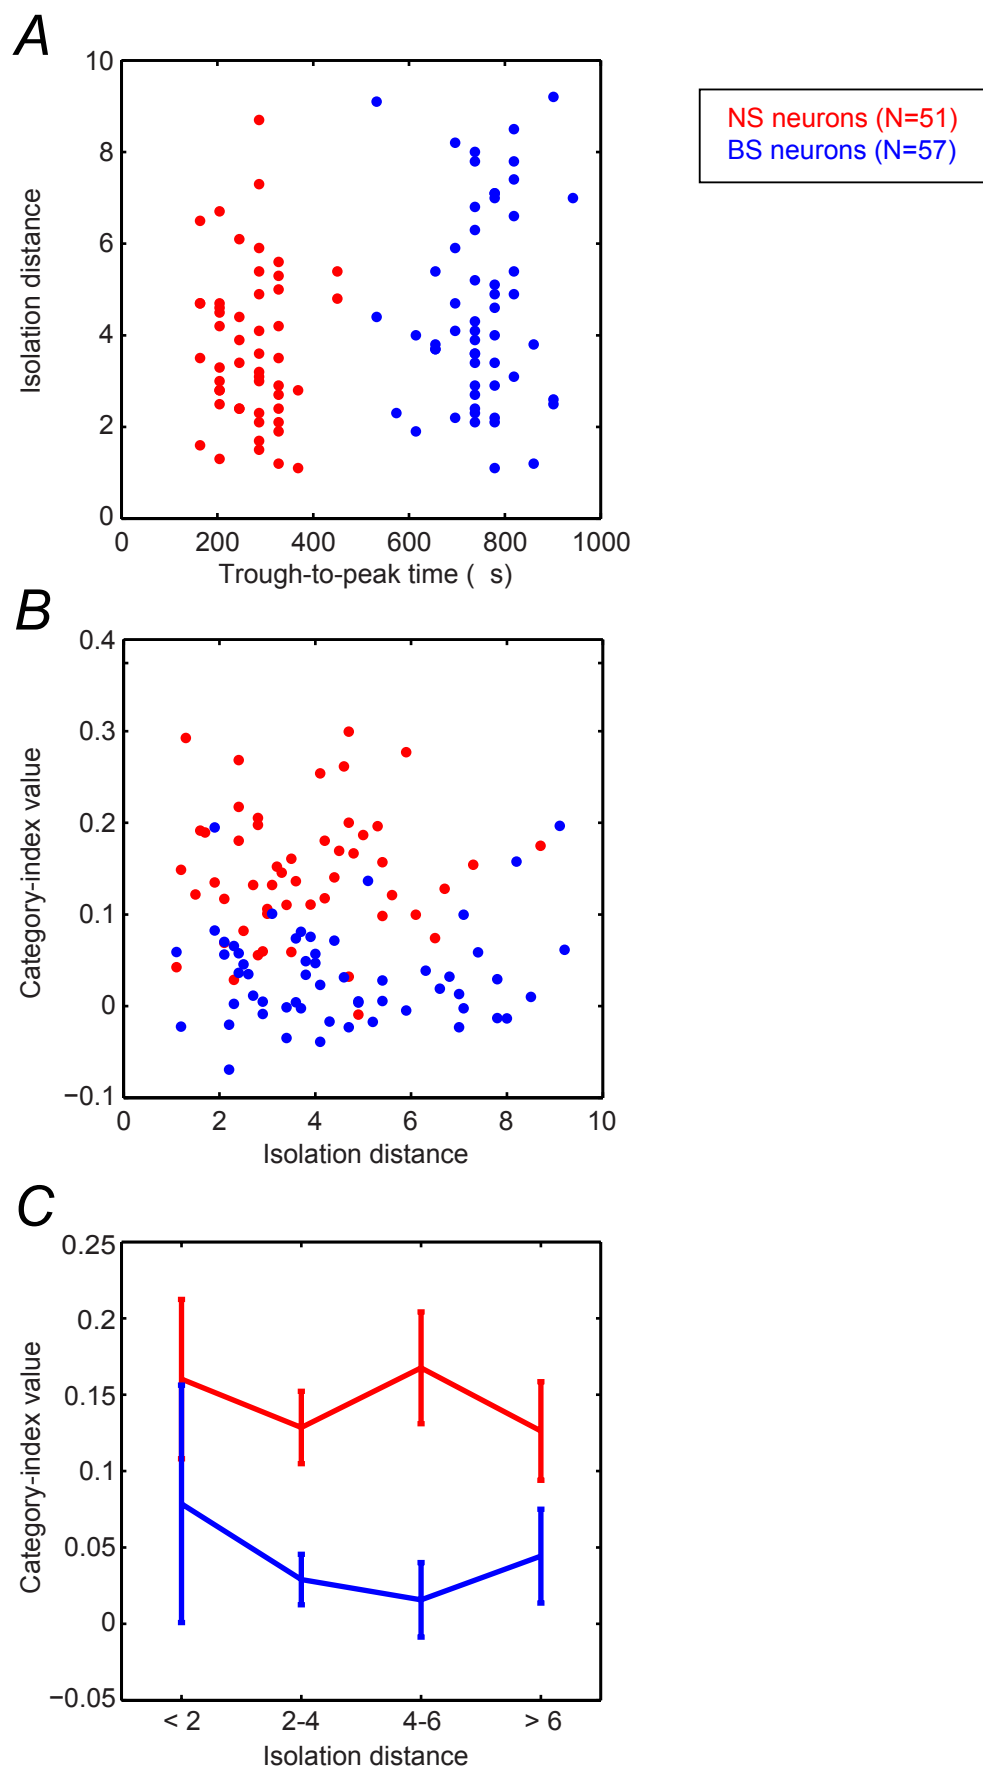 A
10
8
6
4
2
0
0 200 400 600 800 1000
Isolation distance
Trough-to-peak time ( s)
NS neurons (N=51)
BS neurons (N=57)
B
0.4
0.3
0.2
0.1
0
−0.1
0 2 4 6 8 10
Category-index value
Isolation distance
C
0.25
0.2
0.15
0.1
0.05
0
−0.05
< 2 2-4 4-6 > 6
Category-index value
Isolation distance